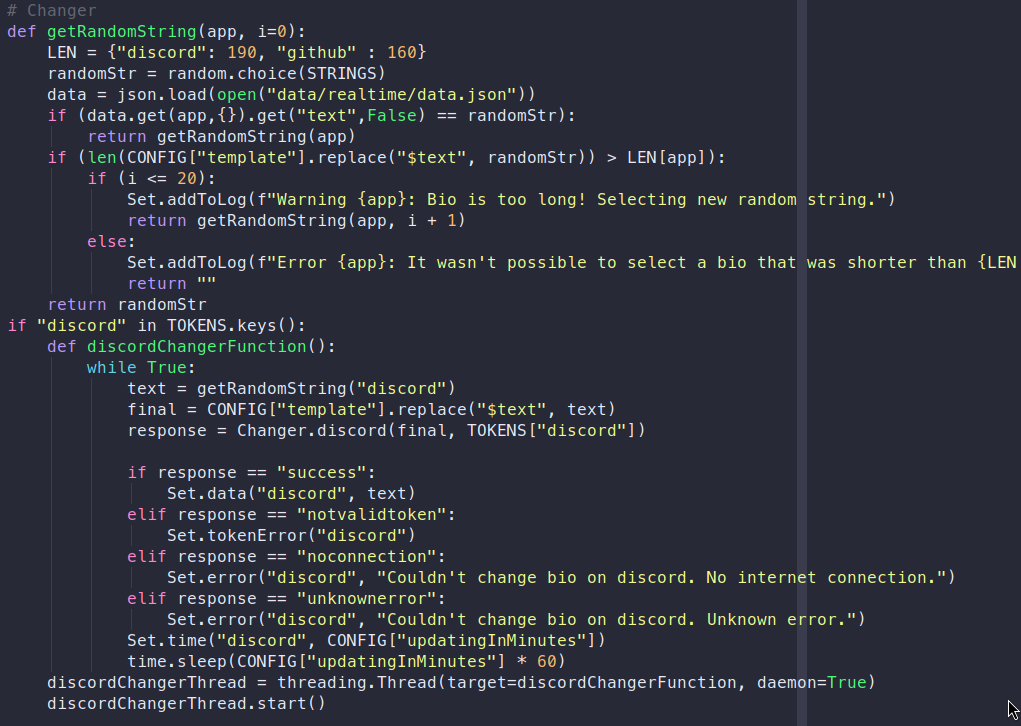 # Changer
def getRandomString(app, i=0):
    LEN = {"discord": 190, "github" : 160}
    randomStr = random.choice(STRINGS)
    data = json.load(open("data/realtime/data.json"))
    if (data.get(app,{}).get("text",False) == randomStr):
        return getRandomString(app)
    if (len(CONFIG["template"].replace("$text", randomStr)) > LEN[app]):
        if (i <= 20):
            Set.addToLog(f"Warning {app}: Bio is too long! Selecting new random string.")
            return getRandomString(app, i + 1)
        else:
            Set.addToLog(f"Error {app}: It wasn't possible to select a bio that was shorter than {LEN
            return ""
    return randomStr
if "discord" in TOKENS.keys():
    def discordChangerFunction():
        while True:
            text = getRandomString("discord")
            final = CONFIG["template"].replace("$text", text)
            response = Changer.discord(final, TOKENS["discord"])

            if response == "success":
                Set.data("discord", text)
            elif response == "notvalidtoken":
                Set.tokenError("discord")
            elif response == "noconnection":
                Set.error("discord", "Couldn't change bio on discord. No internet connection.")
            elif response == "unknownerror":
                Set.error("discord", "Couldn't change bio on discord. Unknown error.")
            Set.time("discord", CONFIG["updatingInMinutes"])
            time.sleep(CONFIG["updatingInMinutes"] * 60)
    discordChangerThread = threading.Thread(target=discordChangerFunction, daemon=True)
    discordChangerThread.start()